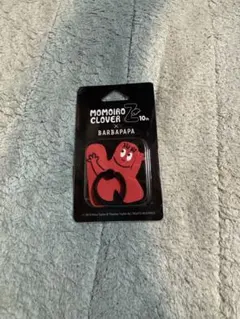 MOMOIRO
CLOVER Z 10th
×
BARBAPAPA